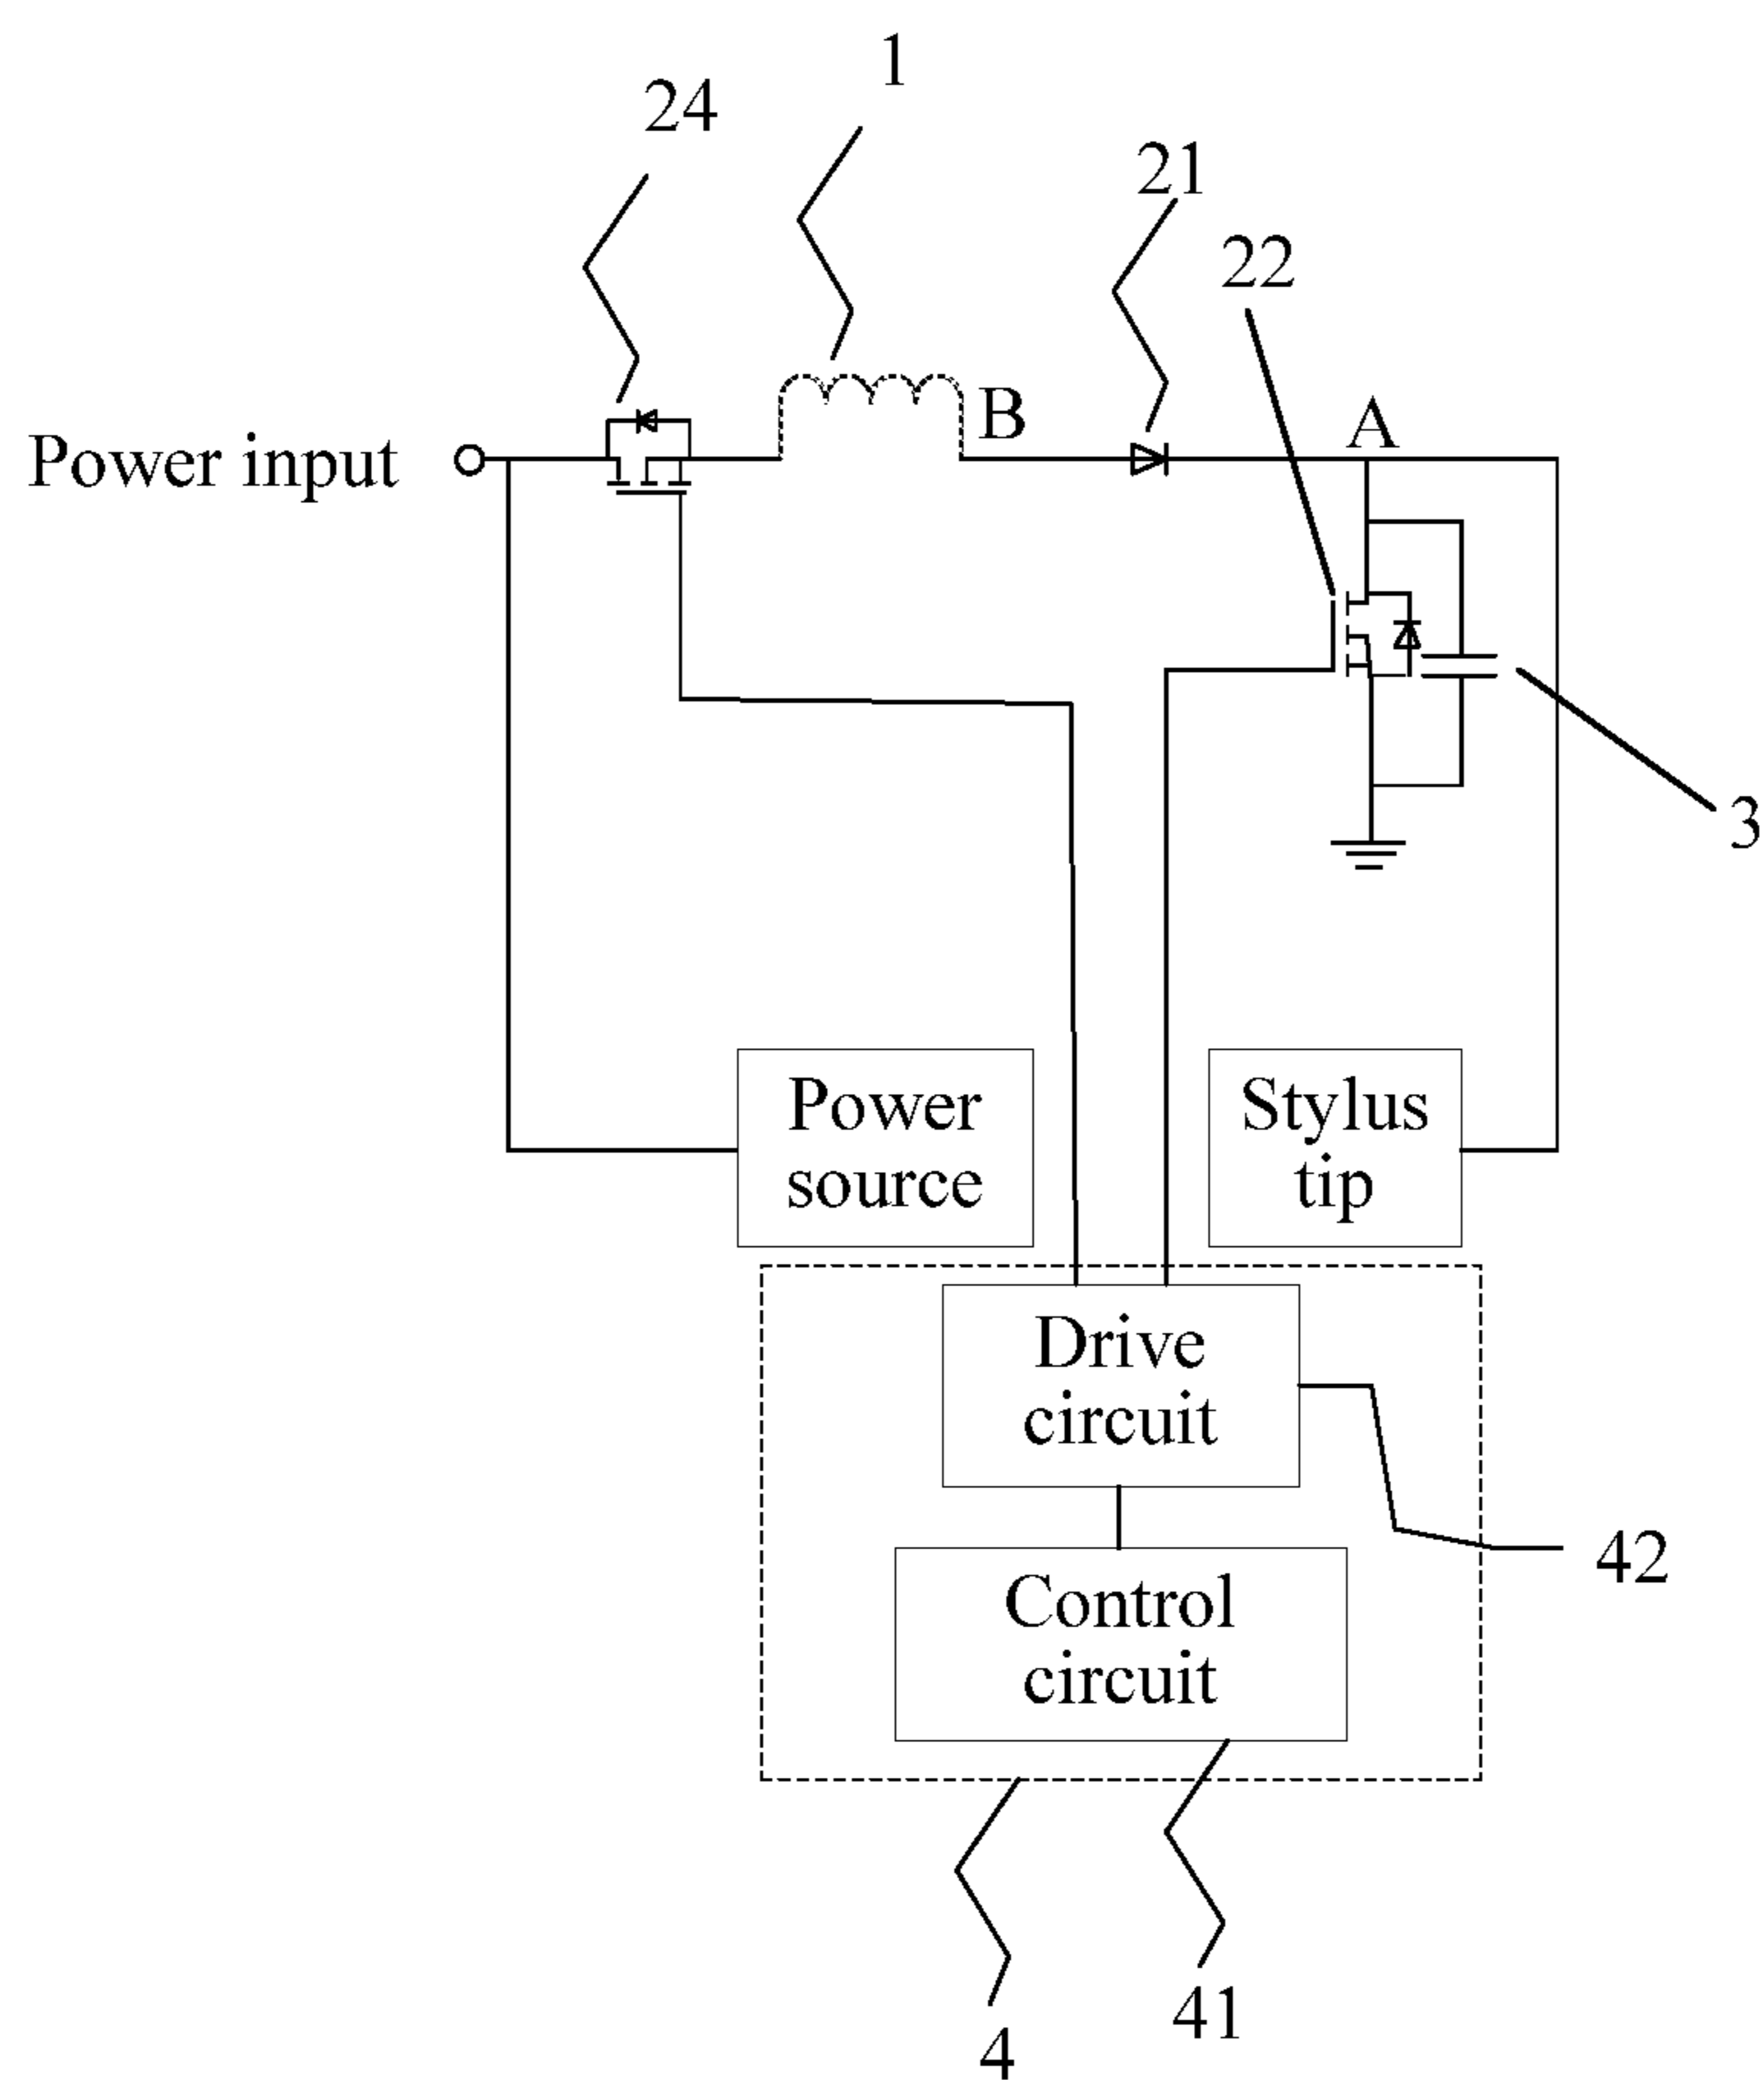 1
24
21
22
B
A
Power input
3
Power
source
Stylus
tip
Drive
circuit
42
Control
circuit
41
4